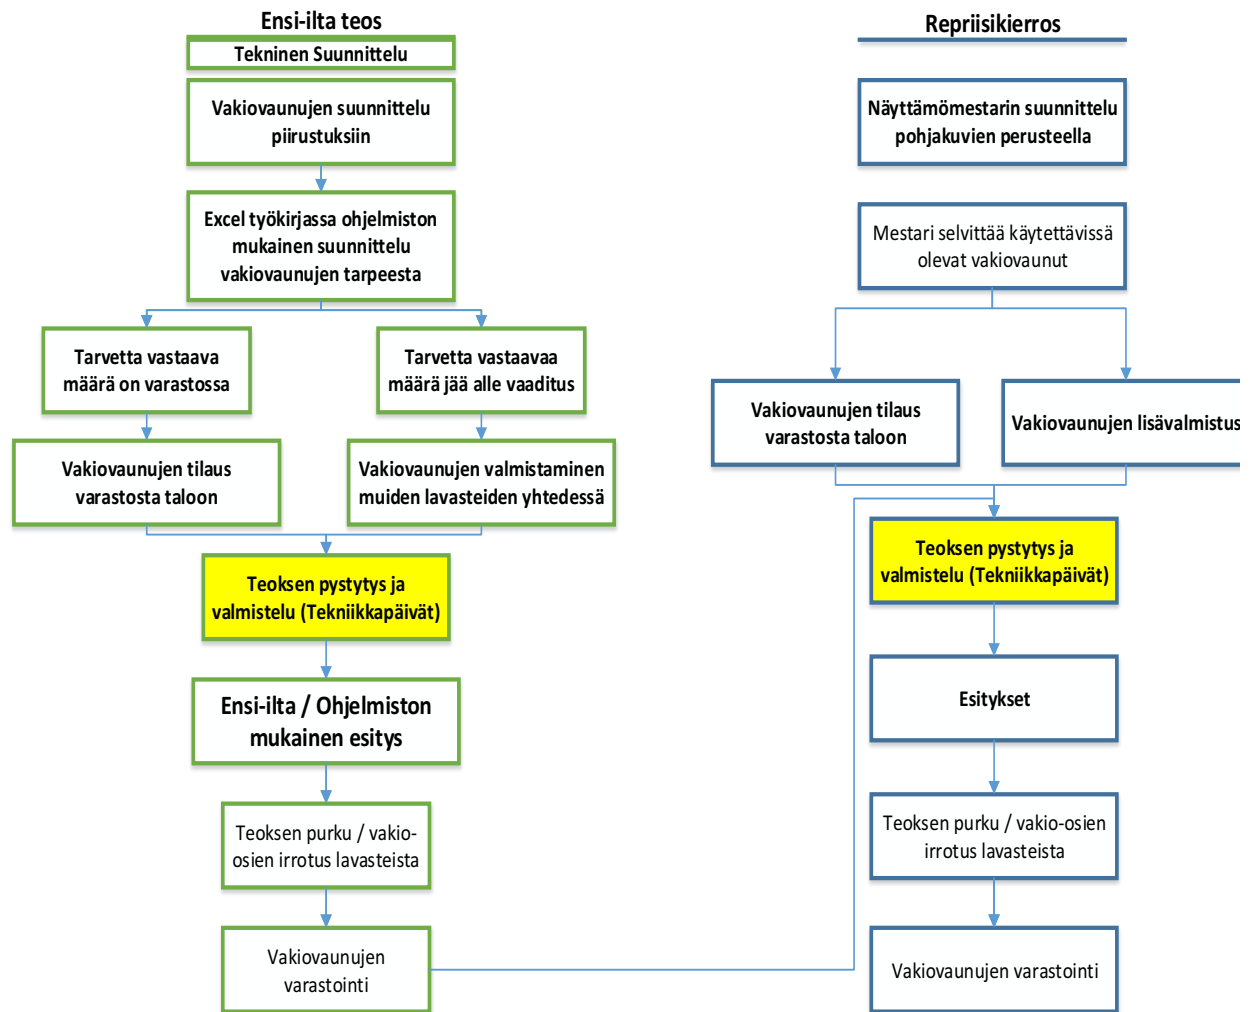 Ensi-ilta teos
Tekninen Suunnittelu
Vakiovaunujen suunnittelu
piirustuksiin
Excel työkirjassa ohjelmiston
mukainen suunnittelu
vakiovaunujen tarpeesta
Tarvetta vastaava
määrä on varastossa
Tarvetta vastaavaa
määrä jää alle vaaditus
Vakiovaunujen tilaus
varastosta taloon
Vakiovaunujen valmistaminen
muiden lavasteiden yhtedessä
Teoksen pystytys ja
valmistelu (Tekniikkapäivät)
Ensi-ilta / Ohjelmiston
mukainen esitys
Teoksen purku / vakio-
osien irrotus lavasteista
Vakiovaunujen
varastointi
Repriisikierros
Näyttämömestarin suunnittelu
pohjakuvien perusteella
Mestari selvittää käytettävissä
olevat vakiovaunut
Vakiovaunujen tilaus
varastosta taloon
Vakiovaunujen lisävalmistus
Teoksen pystytys ja
valmistelu (Tekniikkapäivät)
Esitykset
Teoksen purku / vakio-osien
irrotus lavasteista
Vakiovaunujen varastointi